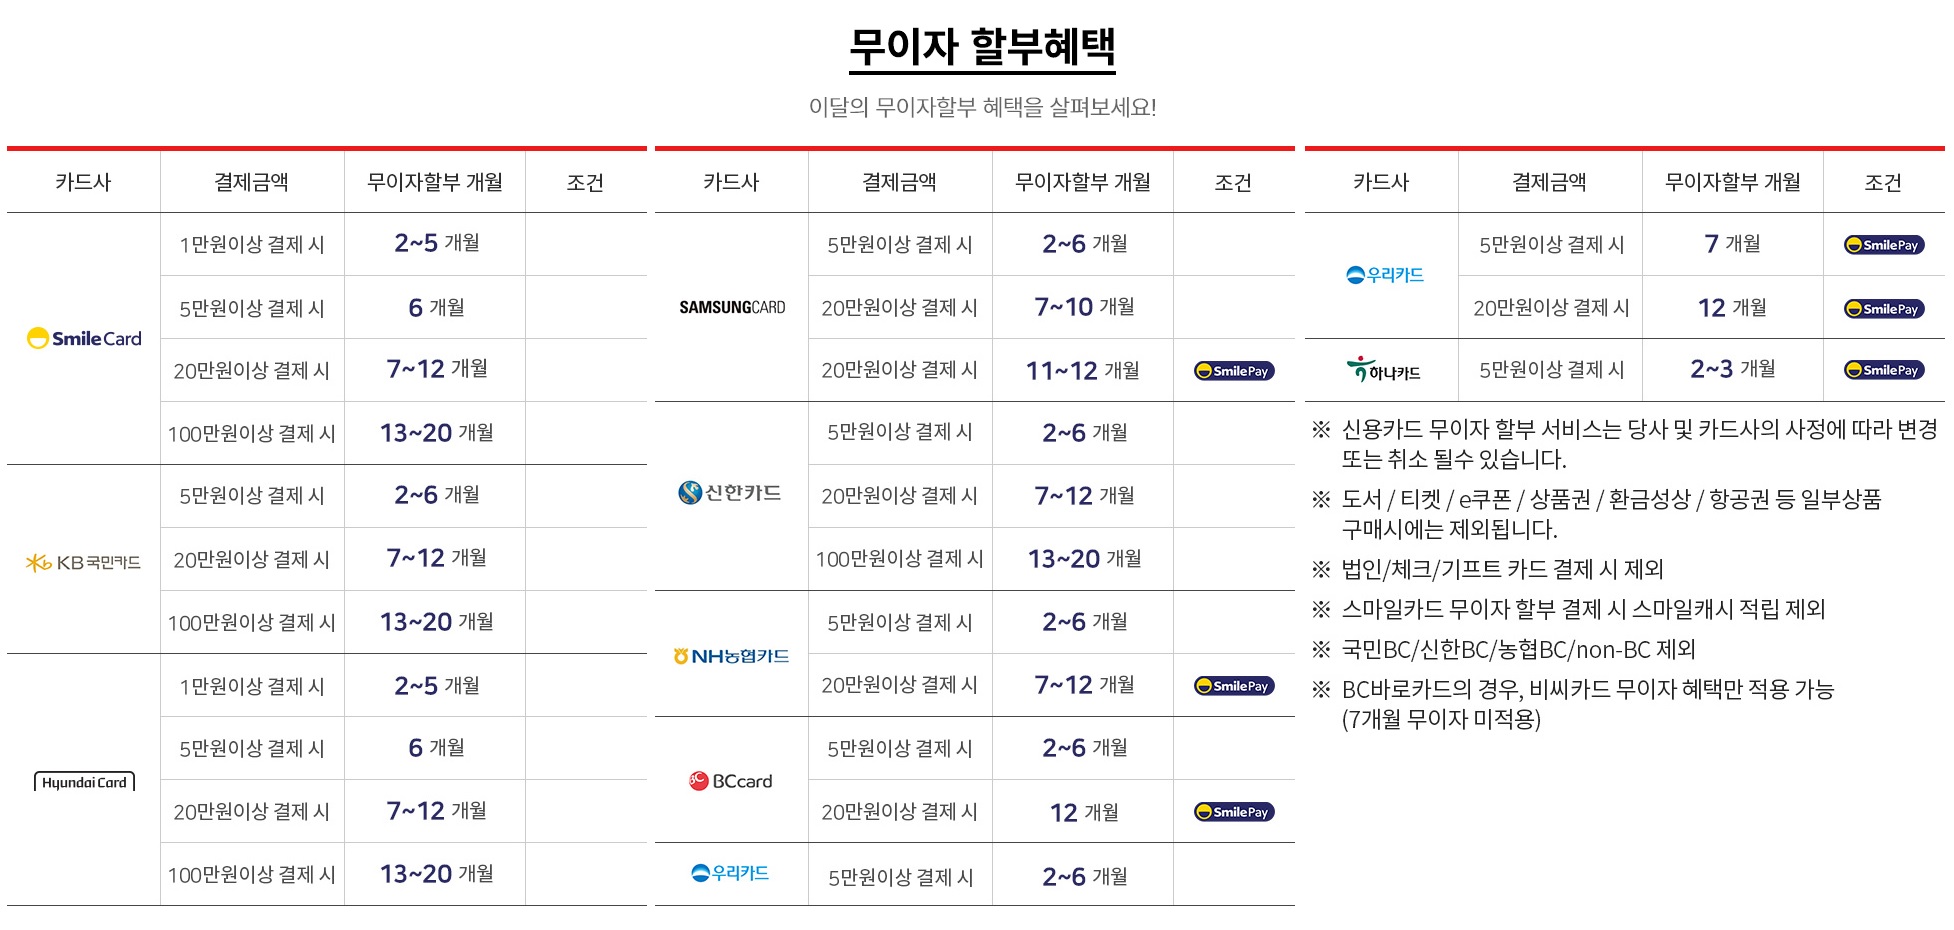 무이자 할부혜택
이달의 무이자할부 혜택을 살펴보세요!
카드사 결제금액 무이자할부 개월 조건
SmileCard
1만원이상 결제 시 2~5 개월
5만원이상 결제 시 6 개월
20만원이상 결제 시 7~12 개월
100만원이상 결제 시 13~20 개월
KB 국민카드
5만원이상 결제 시 2~6 개월
20만원이상 결제 시 7~12 개월
100만원이상 결제 시 13~20 개월
Hyundai Card
1만원이상 결제 시 2~5 개월
5만원이상 결제 시 6 개월
20만원이상 결제 시 7~12 개월
100만원이상 결제 시 13~20 개월
카드사 결제금액 무이자할부 개월 조건
SAMSUNGCARD
5만원이상 결제 시 2~6 개월
20만원이상 결제 시 7~10 개월
20만원이상 결제 시 11~12 개월 SmilePay
신한카드
5만원이상 결제 시 2~6 개월
20만원이상 결제 시 7~12 개월
100만원이상 결제 시 13~20 개월
NH농협카드
5만원이상 결제 시 2~6 개월
20만원이상 결제 시 7~12 개월 SmilePay
BC BCcard
5만원이상 결제 시 2~6 개월
20만원이상 결제 시 12 개월 SmilePay
우리카드
5만원이상 결제 시 2~6 개월
카드사 결제금액 무이자할부 개월 조건
우리카드
5만원이상 결제 시 7 개월 SmilePay
20만원이상 결제 시 12 개월 SmilePay
하나카드
5만원이상 결제 시 2~3 개월 SmilePay
※ 신용카드 무이자 할부 서비스는 당사 및 카드사의 사정에 따라 변경
또는 취소 될수 있습니다.
※ 도서 / 티켓 / e쿠폰 / 상품권 / 환금성상 / 항공권 등 일부상품
구매시에는 제외됩니다.
※ 법인/체크/기프트 카드 결제 시 제외
※ 스마일카드 무이자 할부 결제 시 스마일캐시 적립 제외
※ 국민BC/신한BC/농협BC/non-BC 제외
※ BC바로카드의 경우, 비씨카드 무이자 혜택만 적용 가능
(7개월 무이자 미적용)